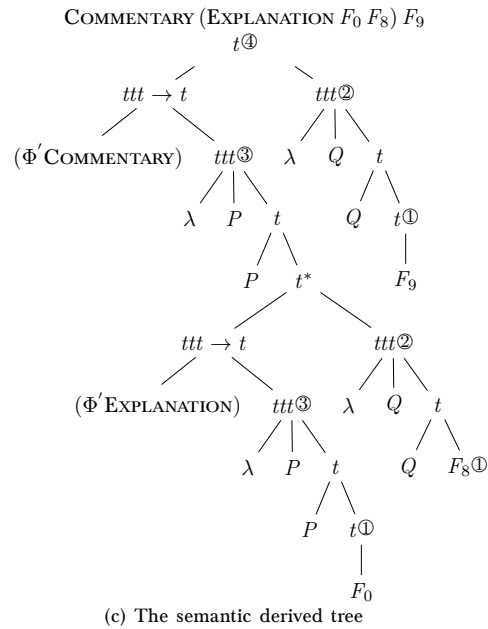 COMMENTARY (EXPLANATION F₀ F₈) F₉
t④
ttt → t ttt②
(Φ′COMMENTARY) ttt③ λ Q t
λ P t Q t①
P t* F₉
ttt → t ttt②
(Φ′EXPLANATION) ttt③ λ Q t
λ P t Q F₈①
P t①
F₀
(c) The semantic derived tree